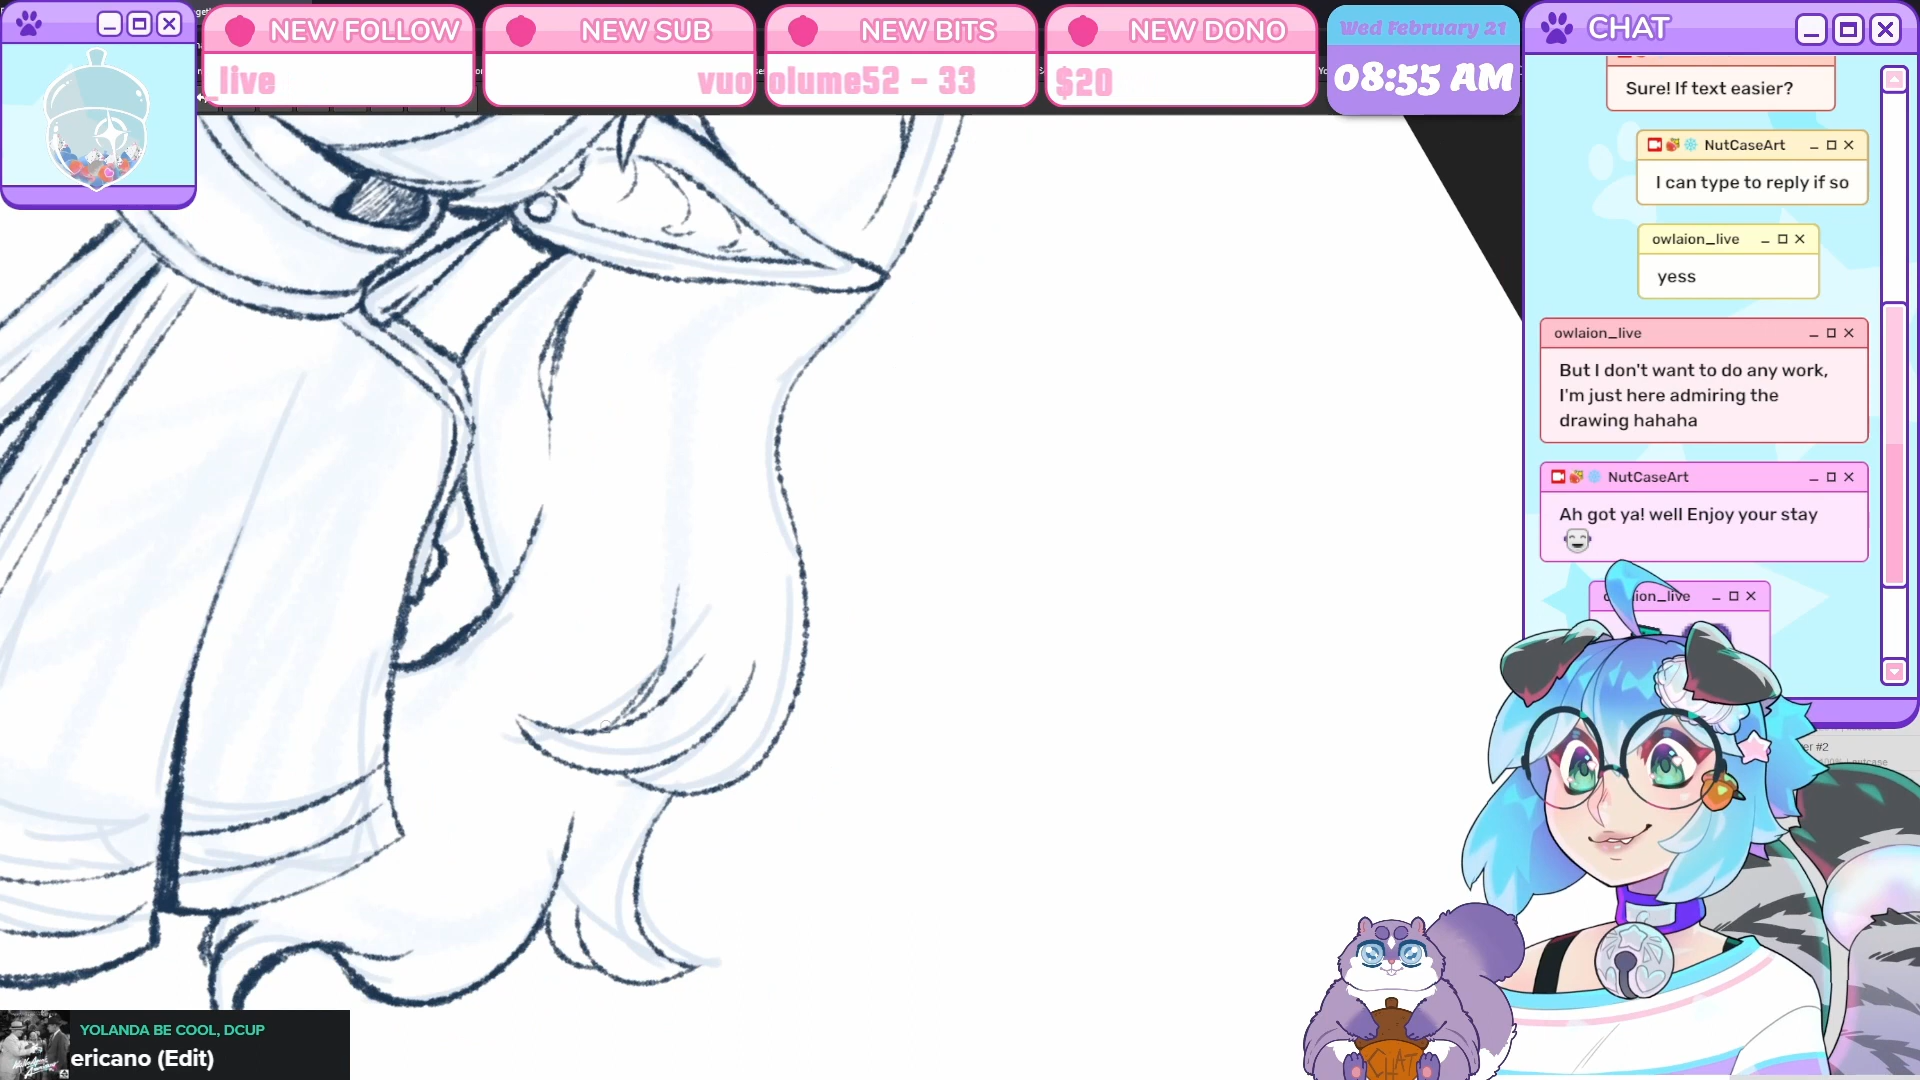 NEW FOLLOW
_live
NEW SUB
vuo
NEW BITS
olume52 - 33
NEW DONO
$20
Wed February 21
08:55 AM
CHAT
Sure! If text easier?
NutCaseArt
I can type to reply if so
owlaion_live
yess
owlaion_live
But I don't want to do any work,
I'm just here admiring the
drawing hahaha
NutCaseArt
Ah got ya! well Enjoy your stay
ion_live
er #2
CHAT
YOLANDA BE COOL, DCUP
ericano (Edit)